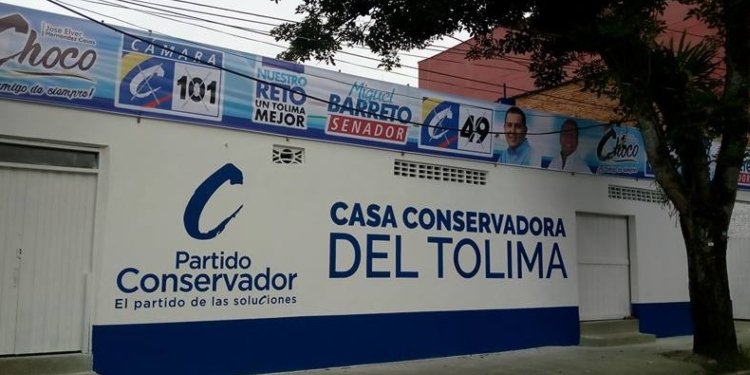 José Elver
Hernández Casas
Choco
amigo de siempre!
CÁMARA
C 101
NUESTRO
RETO
UN TOLIMA
MEJOR
Miguel
BARRETO
SENADOR
C 49
Choco
C
Partido
Conservador
El partido de las soluCiones
CASA CONSERVADORA
DEL TOLIMA